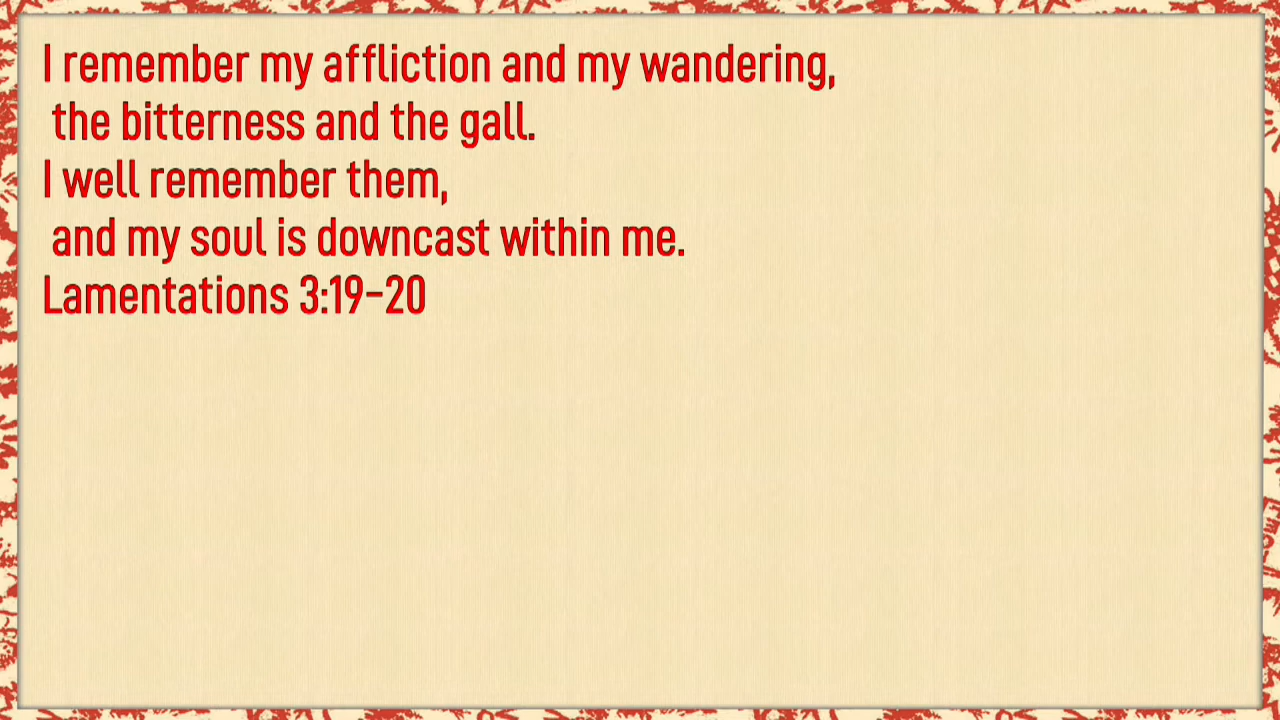 I remember my affliction and my wandering,
the bitterness and the gall.
I well remember them,
and my soul is downcast within me.
Lamentations 3:19-20